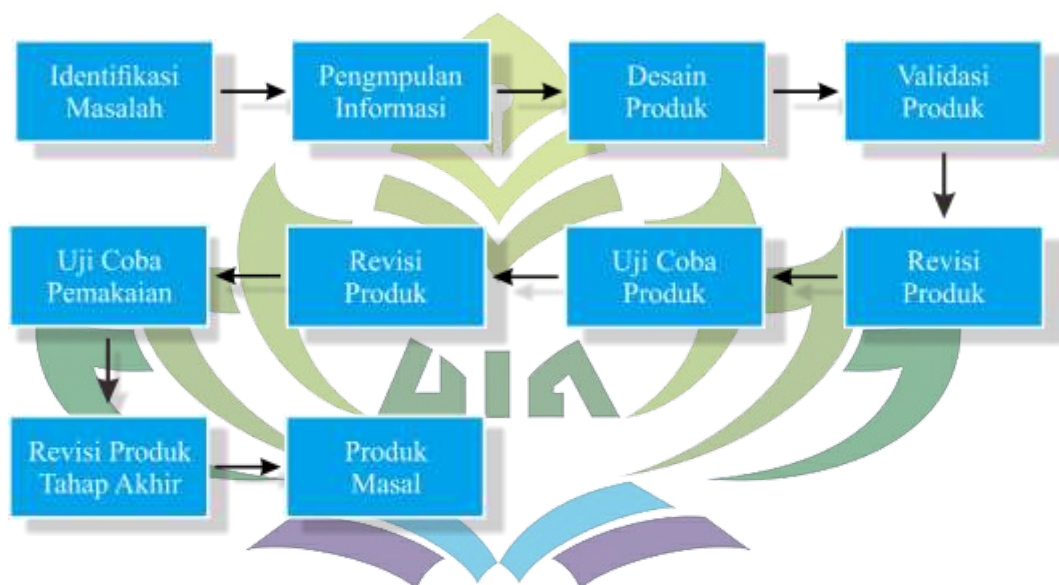 Identifikasi
Masalah
Pengmpulan
Informasi
Desain
Produk
Validasi
Produk
Revisi
Produk
Uji Coba
Produk
Revisi
Produk
Uji Coba
Pemakaian
Revisi Produk
Tahap Akhir
Produk
Masal